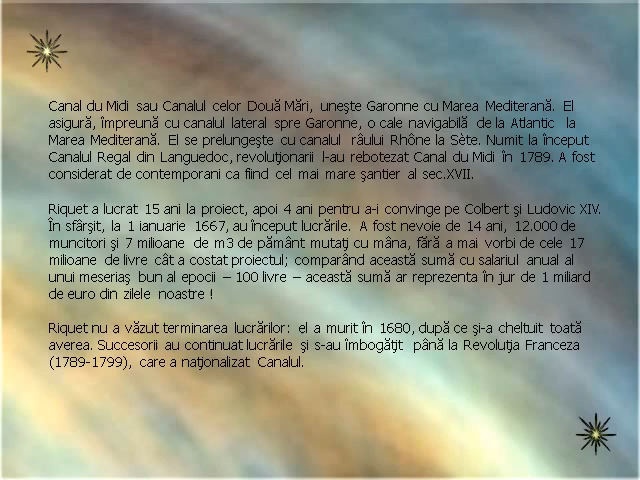 Canal du Midi sau Canalul celor Două Mări, uneşte Garonne cu Marea Mediterană. El
asigură, împreună cu canalul lateral spre Garonne, o cale navigabilă de la Atlantic la
Marea Mediterană. El se prelungeşte cu canalul râului Rhône la Sète. Numit la început
Canalul Regal din Languedoc, revoluţionarii l-au rebotezat Canal du Midi în 1789. A fost
considerat de contemporani ca fiind cel mai mare şantier al sec.XVII.
Riquet a lucrat 15 ani la proiect, apoi 4 ani pentru a-i convinge pe Colbert şi Ludovic XIV.
În sfârşit, la 1 ianuarie 1667, au început lucrările. A fost nevoie de 14 ani, 12.000 de
muncitori şi 7 milioane de m3 de pământ mutaţi cu mâna, fără a mai vorbi de cele 17
milioane de livre cât a costat proiectul; comparând această sumă cu salariul anual al
unui meseriaş bun al epocii – 100 livre – această sumă ar reprezenta în jur de 1 miliard
de euro din zilele noastre !
Riquet nu a văzut terminarea lucrărilor: el a murit în 1680, după ce şi-a cheltuit toată
averea. Succesorii au continuat lucrările şi s-au îmbogăţit până la Revoluţia Franceza
(1789-1799), care a naţionalizat Canalul.